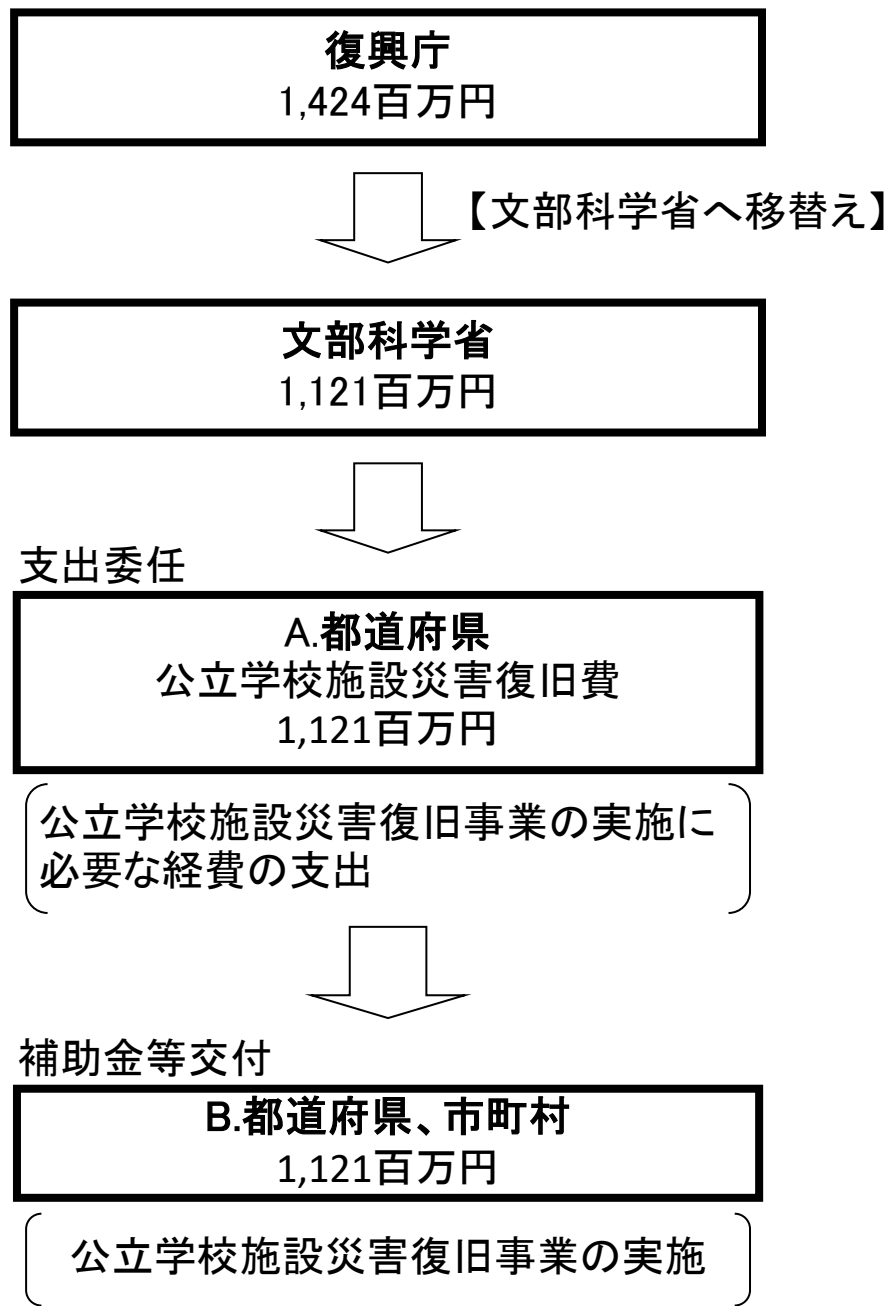 復興庁
1,424百万円
【文部科学省へ移替え】
文部科学省
1,121百万円
支出委任
A.都道府県
公立学校施設災害復旧費
1,121百万円
公立学校施設災害復旧事業の実施に
必要な経費の支出
補助金等交付
B.都道府県、市町村
1,121百万円
公立学校施設災害復旧事業の実施